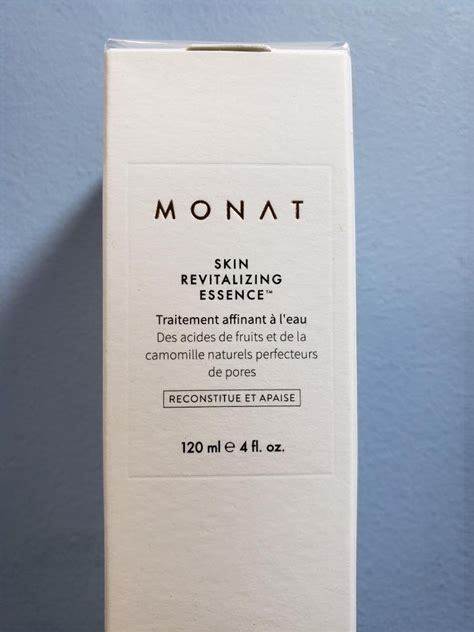 MONAT
SKIN
REVITALIZING
ESSENCE™
Traitement affinant à l'eau
Des acides de fruits et de la
camomille naturels perfecteurs
de pores
RECONSTITUE ET APAISE
120 ml ℮ 4 fl. oz.